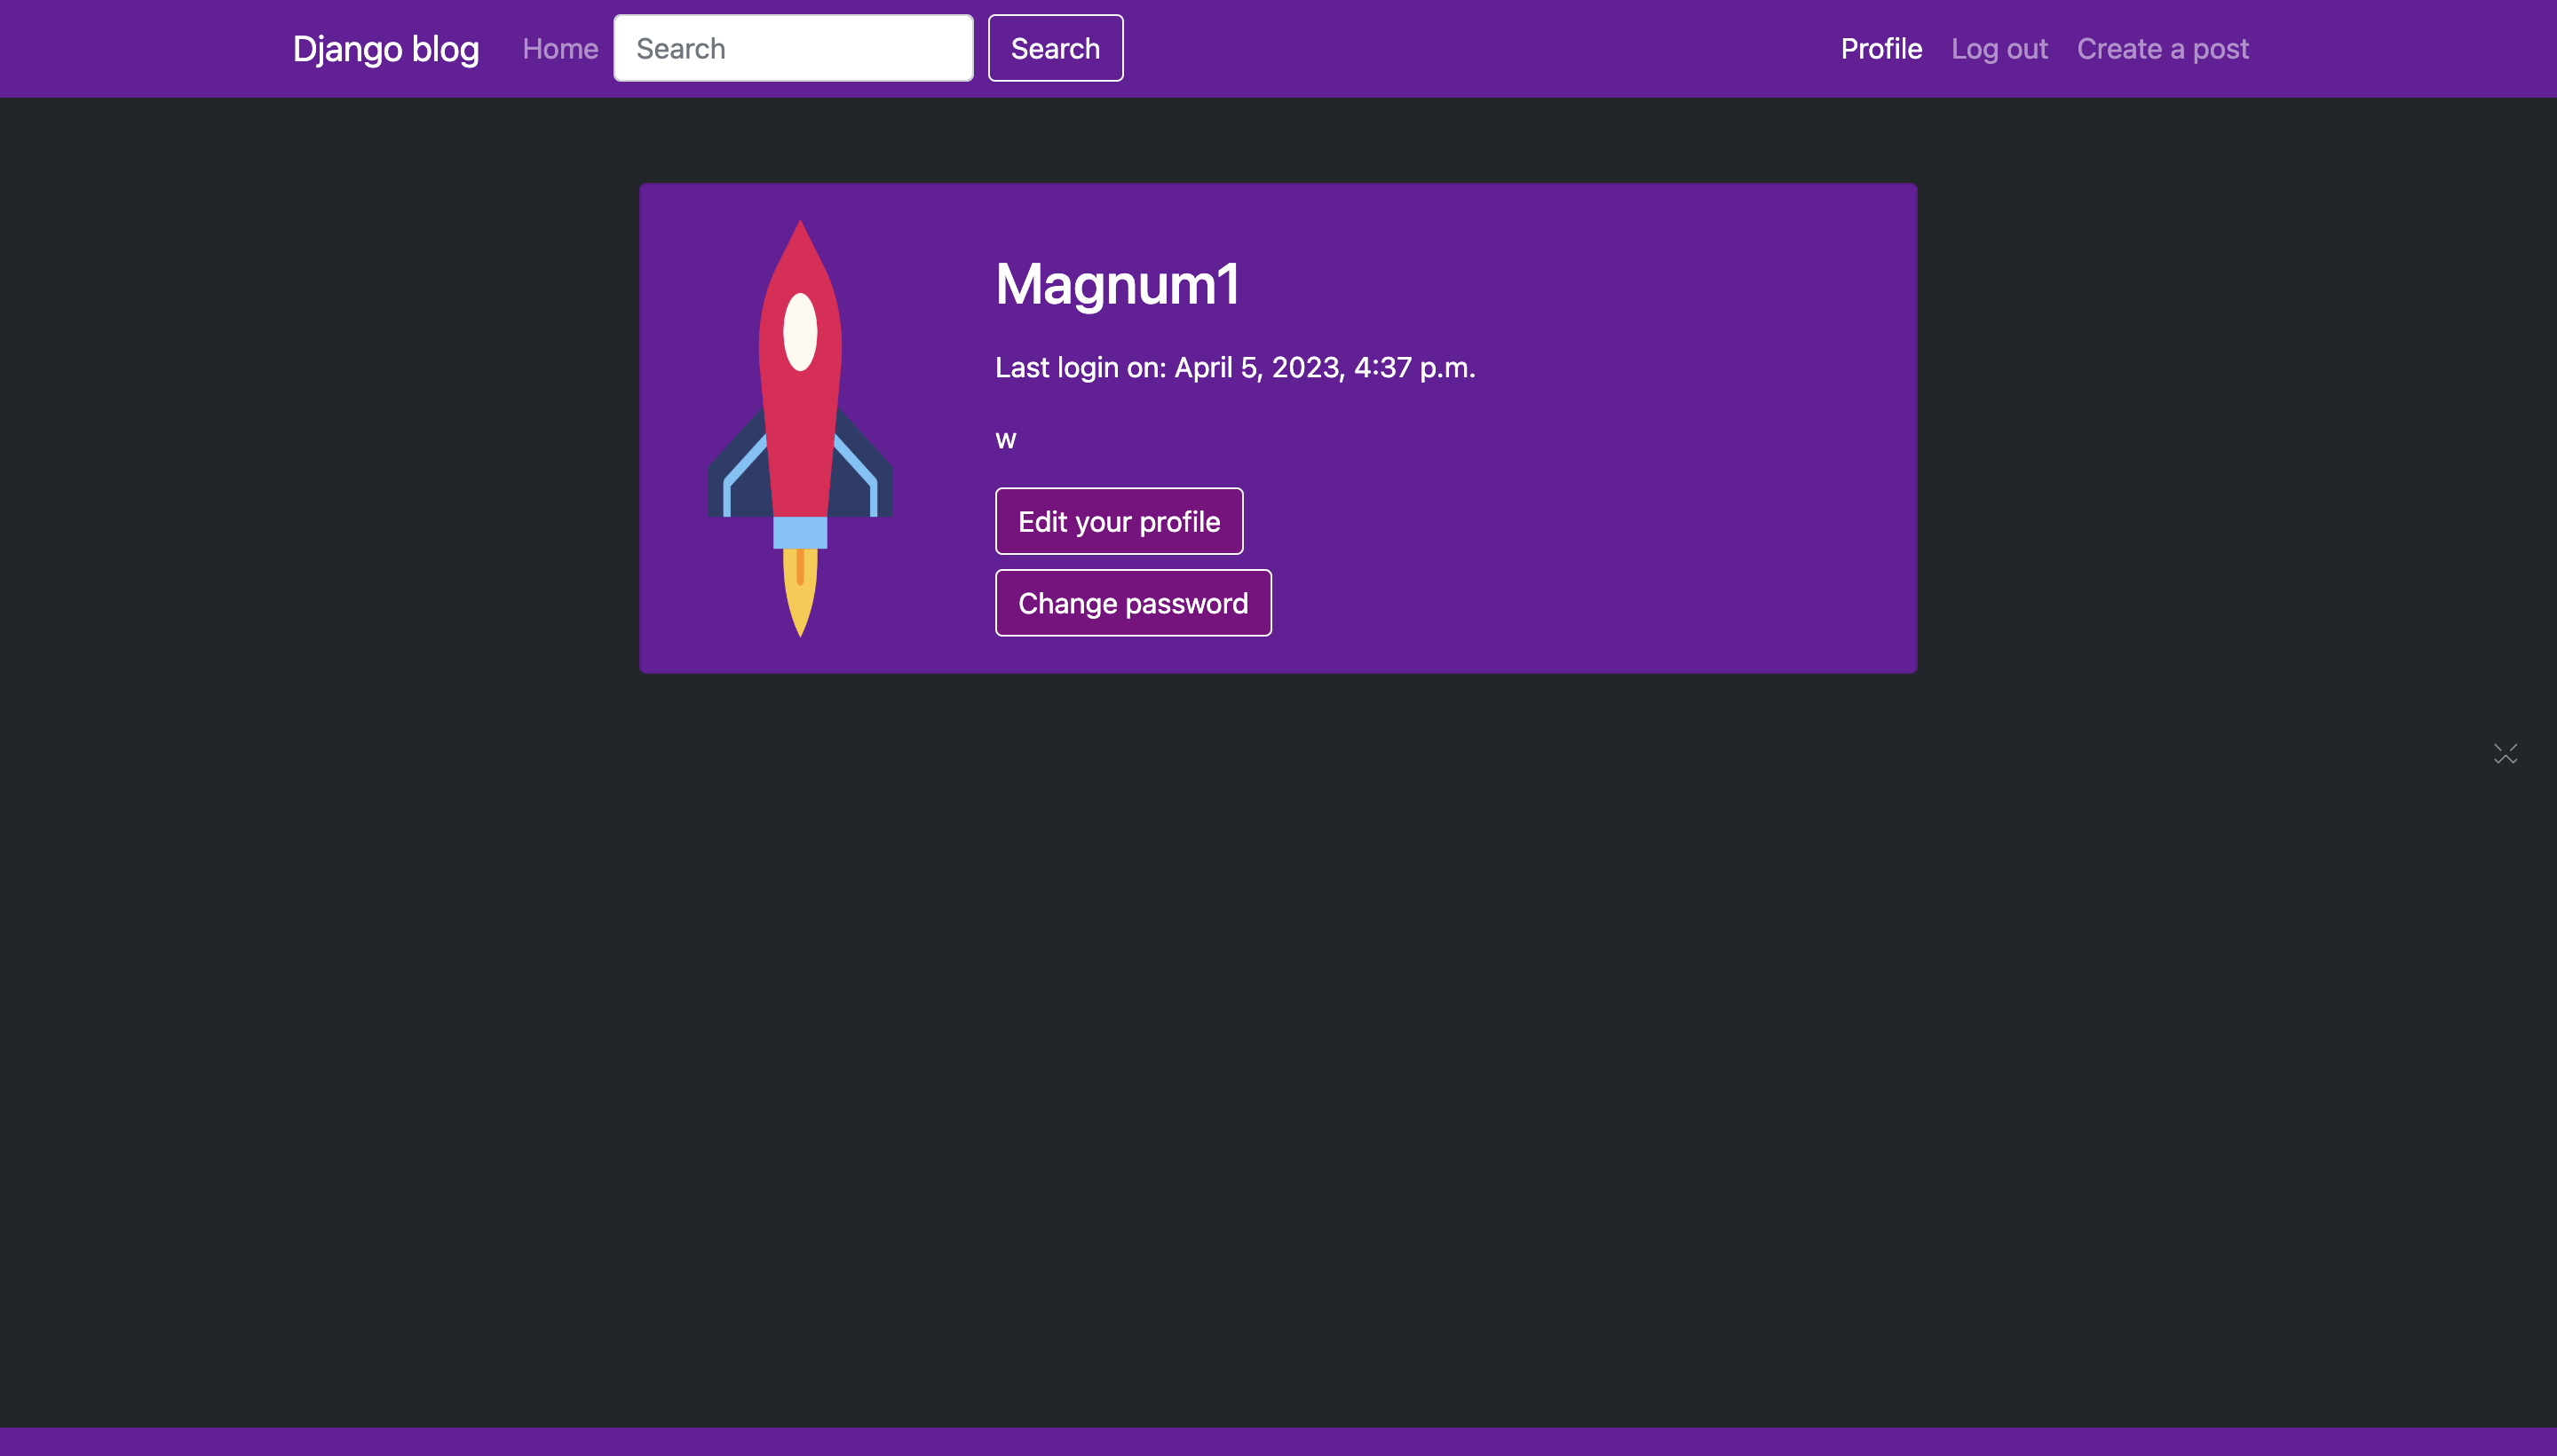 Django blog Home Search Search Profile Log out Create a post
Magnum1
Last login on: April 5, 2023, 4:37 p.m.
w
Edit your profile
Change password